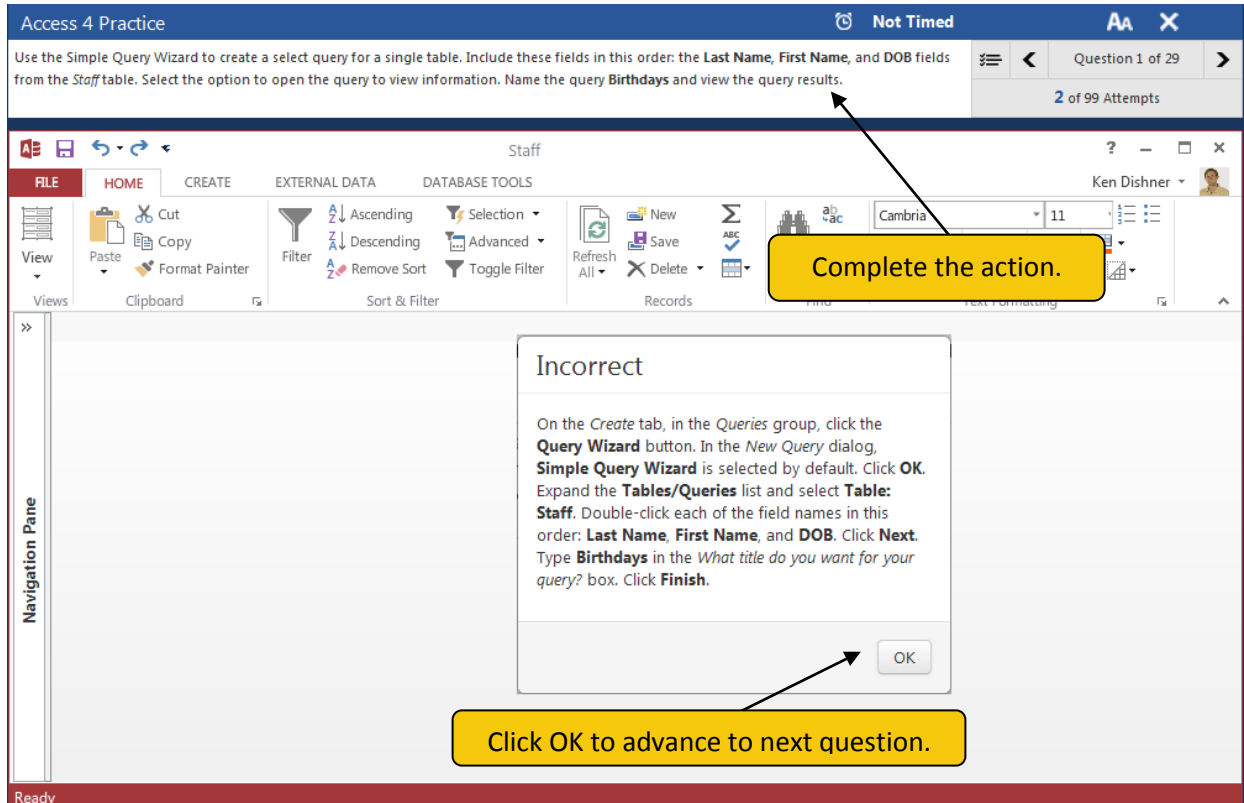 Access 4 Practice
Not Timed
AA
Use the Simple Query Wizard to create a select query for a single table. Include these fields in this order: the Last Name, First Name, and DOB fields
from the Staff table. Select the option to open the query to view information. Name the query Birthdays and view the query results.
Question 1 of 29
2 of 99 Attempts
Staff
FILE
HOME
CREATE
EXTERNAL DATA
DATABASE TOOLS
Ken Dishner
View
Paste
Cut
Copy
Format Painter
Filter
Ascending
Descending
Remove Sort
Selection
Advanced
Toggle Filter
Refresh
All
New
Save
Delete
Cambria
11
Complete the action.
Views
Clipboard
Sort & Filter
Records
Find
Text Formatting
Navigation Pane
Incorrect
On the Create tab, in the Queries group, click the
Query Wizard button. In the New Query dialog,
Simple Query Wizard is selected by default. Click OK.
Expand the Tables/Queries list and select Table:
Staff. Double-click each of the field names in this
order: Last Name, First Name, and DOB. Click Next.
Type Birthdays in the What title do you want for your
query? box. Click Finish.
OK
Click OK to advance to next question.
Ready